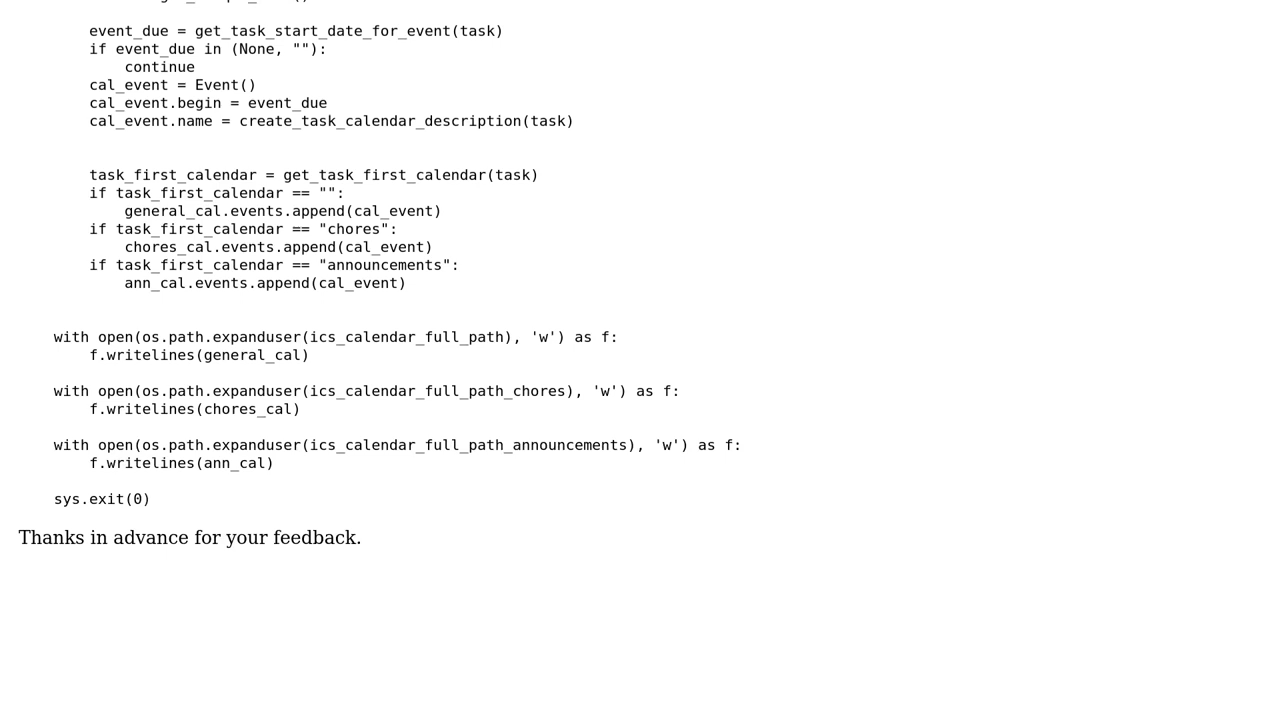 event_due = get_task_start_date_for_event(task)
if event_due in (None, ""):
continue
cal_event = Event()
cal_event.begin = event_due
cal_event.name = create_task_calendar_description(task)
task_first_calendar = get_task_first_calendar(task)
if task_first_calendar == "":
general_cal.events.append(cal_event)
if task_first_calendar == "chores":
chores_cal.events.append(cal_event)
if task_first_calendar == "announcements":
ann_cal.events.append(cal_event)
with open(os.path.expanduser(ics_calendar_full_path), 'w') as f:
f.writelines(general_cal)
with open(os.path.expanduser(ics_calendar_full_path_chores), 'w') as f:
f.writelines(chores_cal)
with open(os.path.expanduser(ics_calendar_full_path_announcements), 'w') as f:
f.writelines(ann_cal)
sys.exit(0)
Thanks in advance for your feedback.